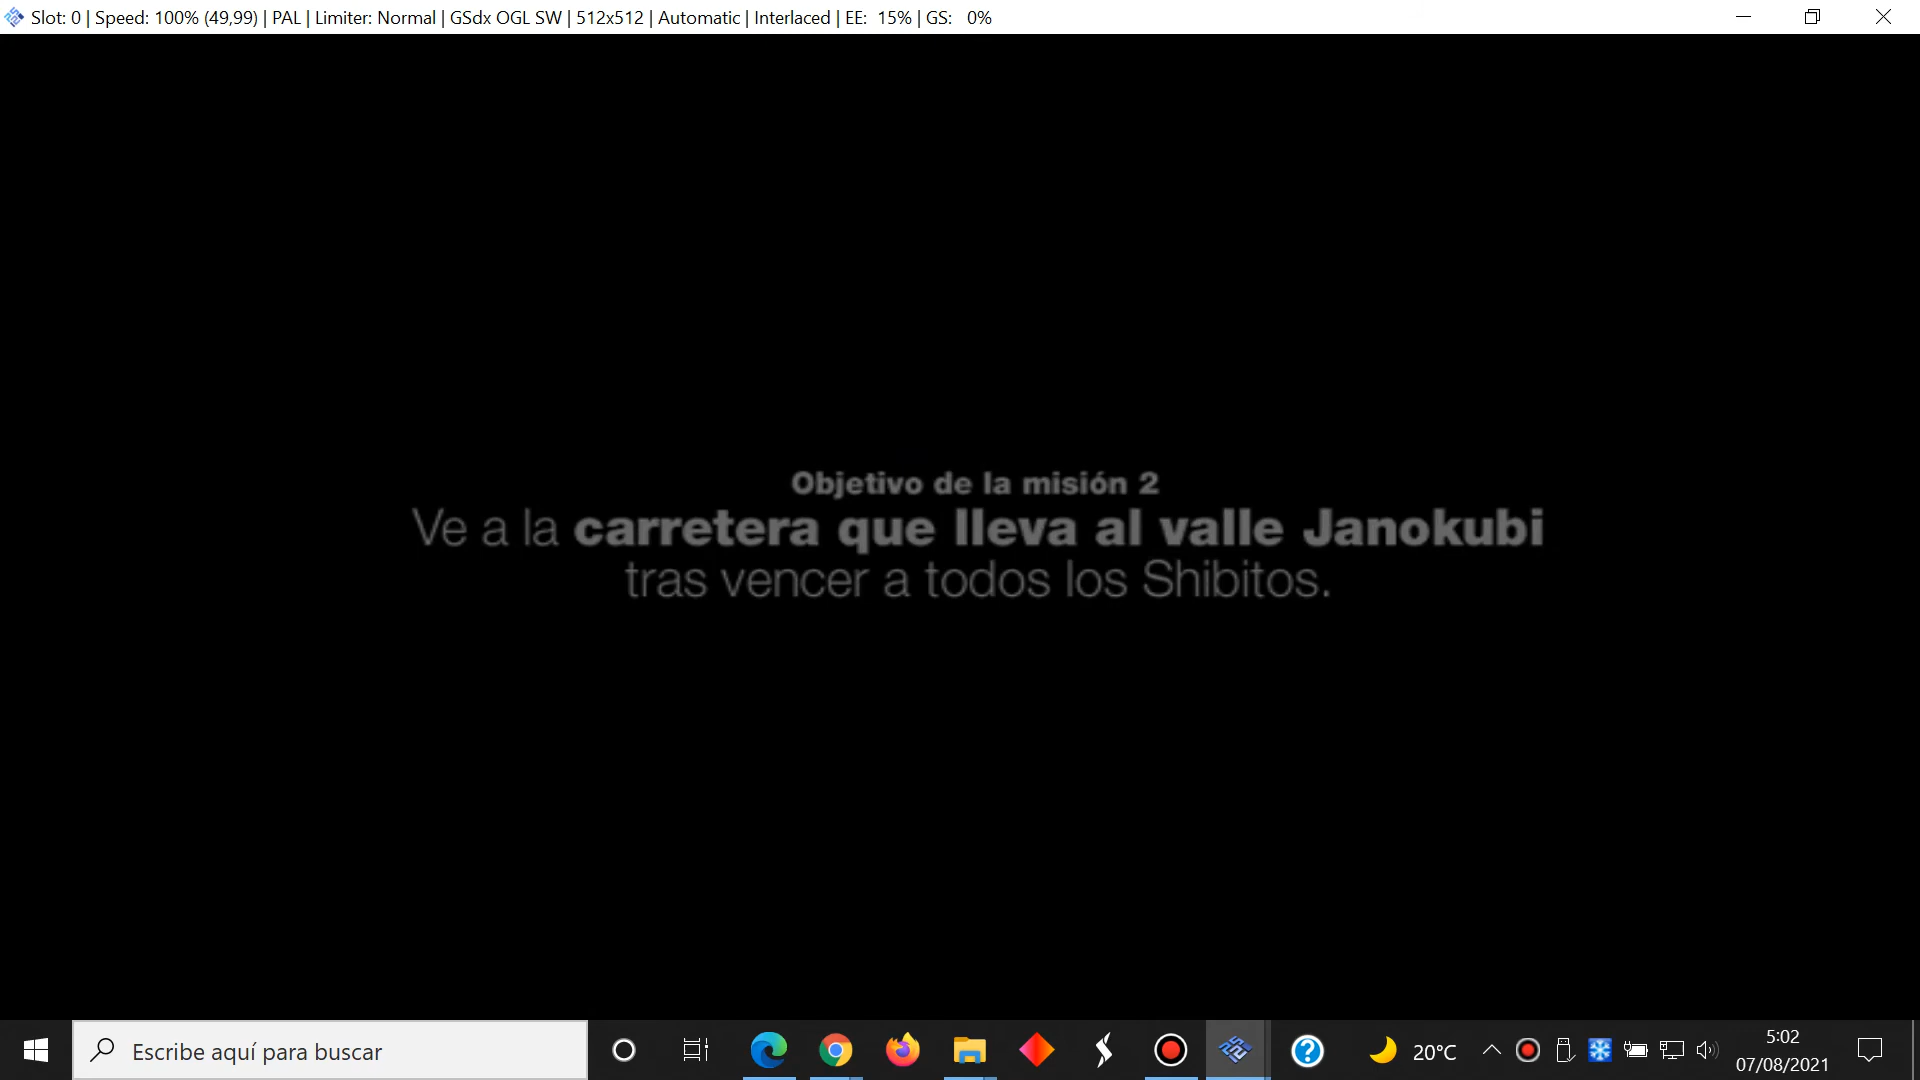 Slot: 0 | Speed: 100% (49,99) | PAL | Limiter: Normal | GSdx OGL SW | 512x512 | Automatic | Interlaced | EE: 15% | GS: 0%
Objetivo de la misión 2
Ve a la carretera que lleva al valle Janokubi
tras vencer a todos los Shibitos.
Escribe aquí para buscar
20°C
5:02
07/08/2021